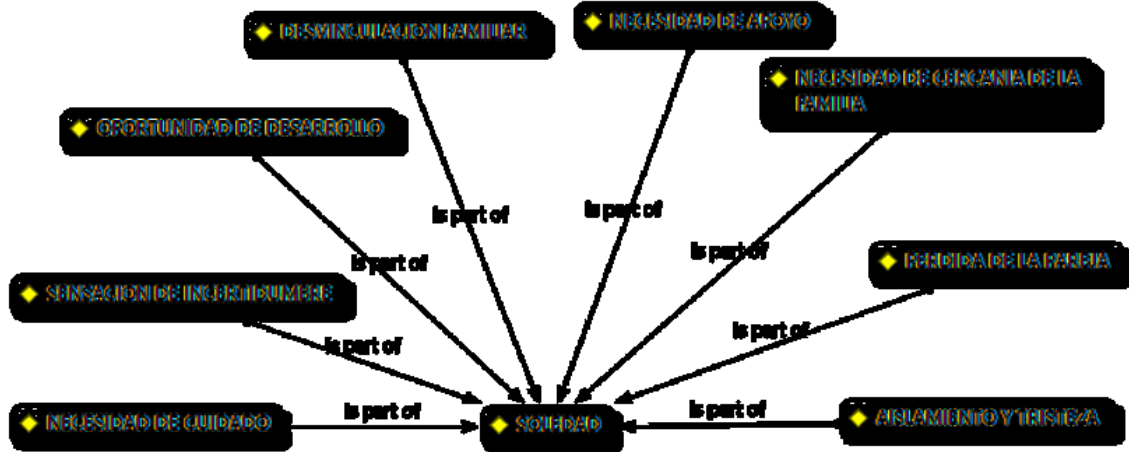 DESVINCULACION FAMILIAR
NECESIDAD DE APOYO
NECESIDAD DE CERCANIA DE LA
FAMILIA
OPORTUNIDAD DE DESARROLLO
Is part of
Is part of
Is part of
Is part of
PERDIDA DE LA PAREJA
SENSACION DE INCERTIDUMBRE
Is part of
Is part of
NECESIDAD DE CUIDADO
Is part of
SOLEDAD
Is part of
AISLAMIENTO Y TRISTEZA